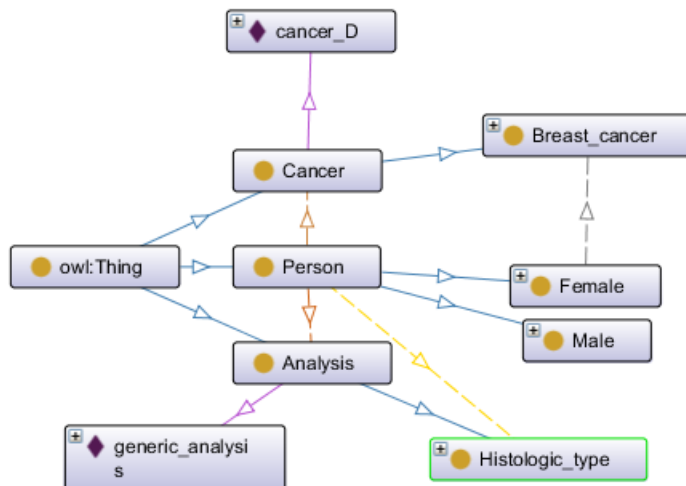 cancer_D
Breast_cancer
Cancer
owl:Thing
Person
Female
Male
Analysis
generic_analysi
s
Histologic_type